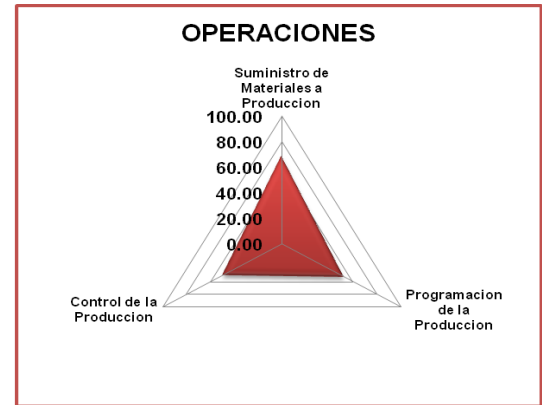 OPERACIONES
Suministro de
Materiales a
Produccion
100.00
80.00
60.00
40.00
20.00
0.00
Control de la
Produccion
Programacion
de la
Produccion